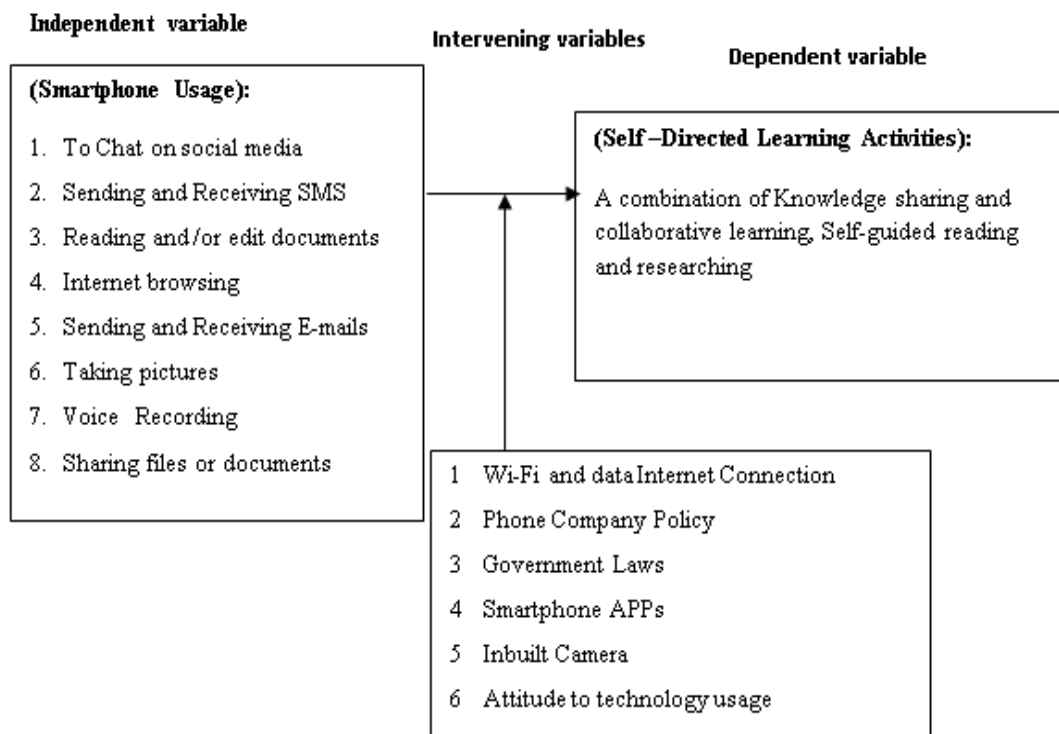 Independent variable
Intervening variables
Dependent variable
(Smartphone Usage):
1. To Chat on social media
2. Sending and Receiving SMS
3. Reading and/or edit documents
4. Internet browsing
5. Sending and Receiving E-mails
6. Taking pictures
7. Voice Recording
8. Sharing files or documents
(Self-Directed Learning Activities):
A combination of Knowledge sharing and
collaborative learning, Self-guided reading
and researching
1 Wi-Fi and data Internet Connection
2 Phone Company Policy
3 Government Laws
4 Smartphone APPs
5 Inbuilt Camera
6 Attitude to technology usage